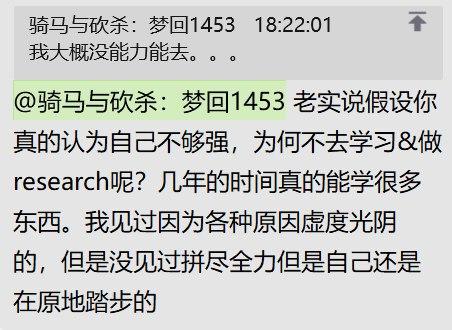 骑马与砍杀：梦回1453 18:22:01
我大概没能力能去。。。
@骑马与砍杀：梦回1453 老实说假设你
真的认为自己不够强，为何不去学习&做
research呢？几年的时间真的能学很多
东西。我见过因为各种原因虚度光阴
的，但是没见过拼尽全力但是自己还是
在原地踏步的